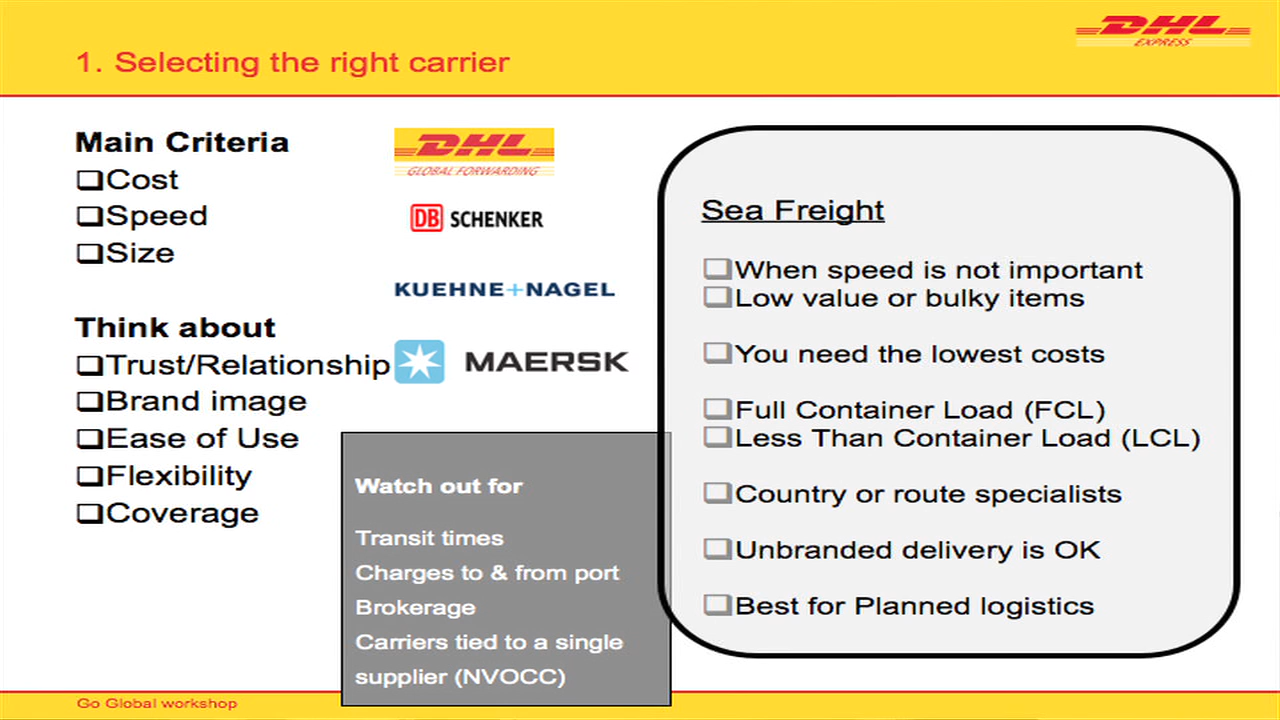 DHL
EXPRESS
1. Selecting the right carrier
Main Criteria
Cost
Speed
Size
Think about
Trust/Relationship
Brand image
Ease of Use
Flexibility
Coverage
DHL
GLOBAL FORWARDING
DB SCHENKER
KUEHNE+NAGEL
MAERSK
Watch out for
Transit times
Charges to & from port
Brokerage
Carriers tied to a single
supplier (NVOCC)
Sea Freight
When speed is not important
Low value or bulky items
You need the lowest costs
Full Container Load (FCL)
Less Than Container Load (LCL)
Country or route specialists
Unbranded delivery is OK
Best for Planned logistics
Go Global workshop